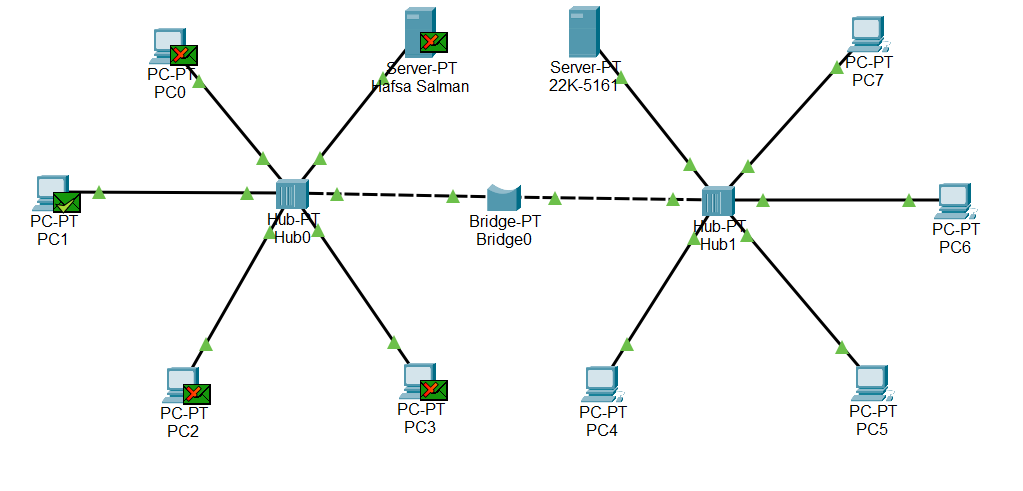 PC-PT
PC0
Server-PT
Hafsa Salman
Server-PT
22K-5161
PC-PT
PC7
PC-PT
PC1
Hub-PT
Hub0
Bridge-PT
Bridge0
Hub-PT
Hub1
PC-PT
PC6
PC-PT
PC2
PC-PT
PC3
PC-PT
PC4
PC-PT
PC5